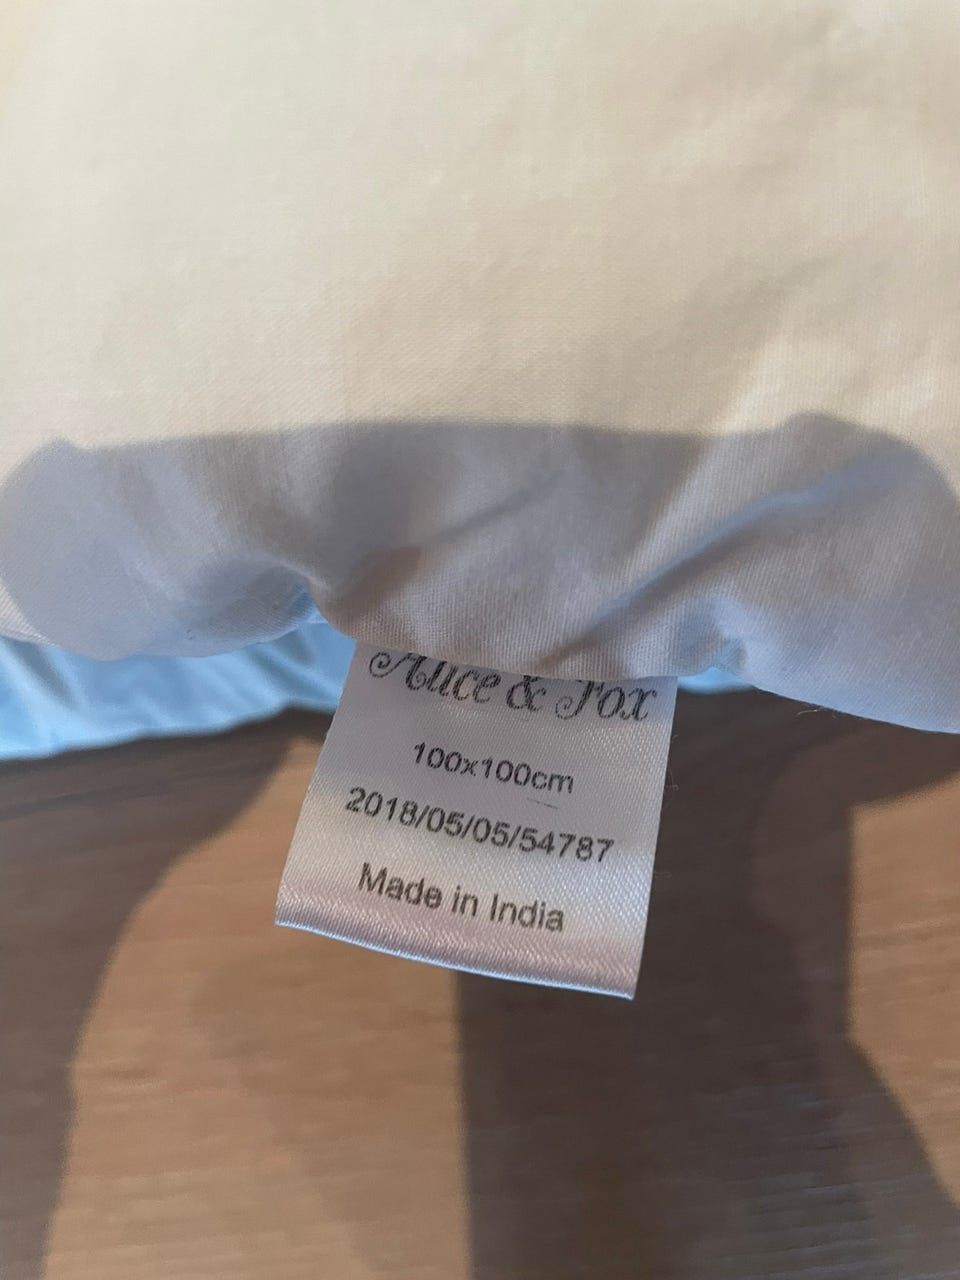 Alice & Fox
100x100cm
2018/05/05/54787
Made in India